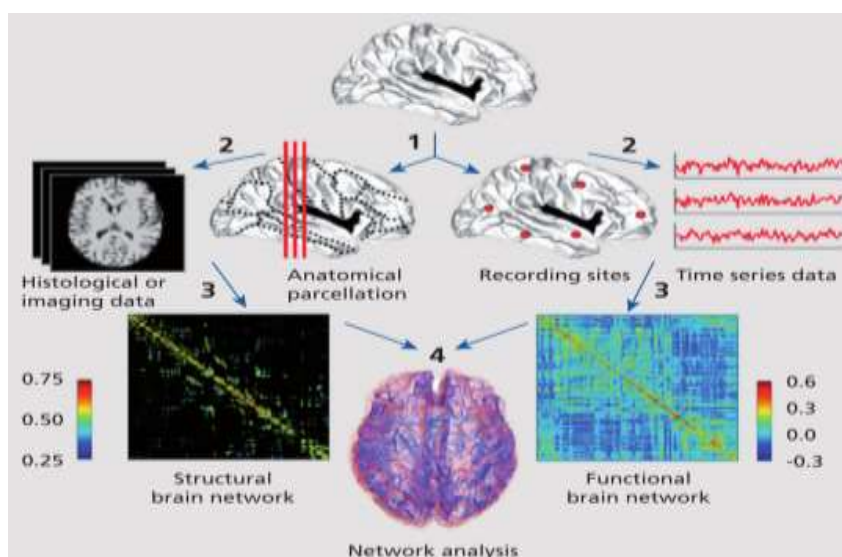 1
2
2
Histological or
imaging data
Anatomical
parcellation
Recording sites
Time series data
3
3
4
0.75
0.50
0.25
0.6
0.3
0.0
-0.3
Structural
brain network
Functional
brain network
Network analysis